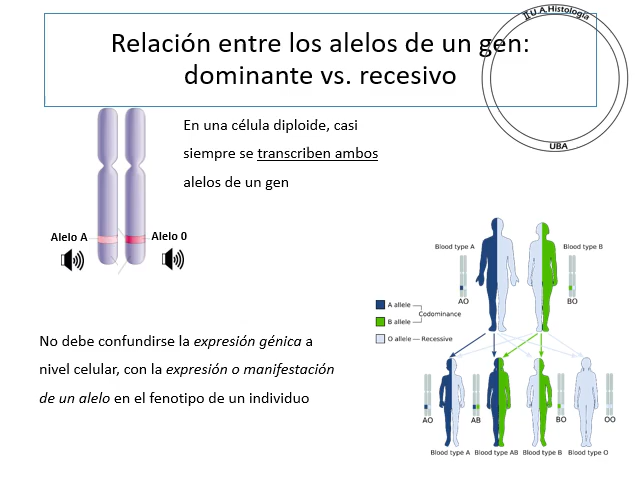 II U.A.Histología
UBA
Relación entre los alelos de un gen:
dominante vs. recesivo
En una célula diploide, casi
siempre se transcriben ambos
alelos de un gen
Alelo A
Alelo 0
No debe confundirse la expresión génica a
nivel celular, con la expresión o manifestación
de un alelo en el fenotipo de un individuo
Blood type A
Blood type B
AO
BO
A allele
Codominance
B allele
O allele — Recessive
AO
AB
BO
OO
Blood type A
Blood type AB
Blood type B
Blood type O